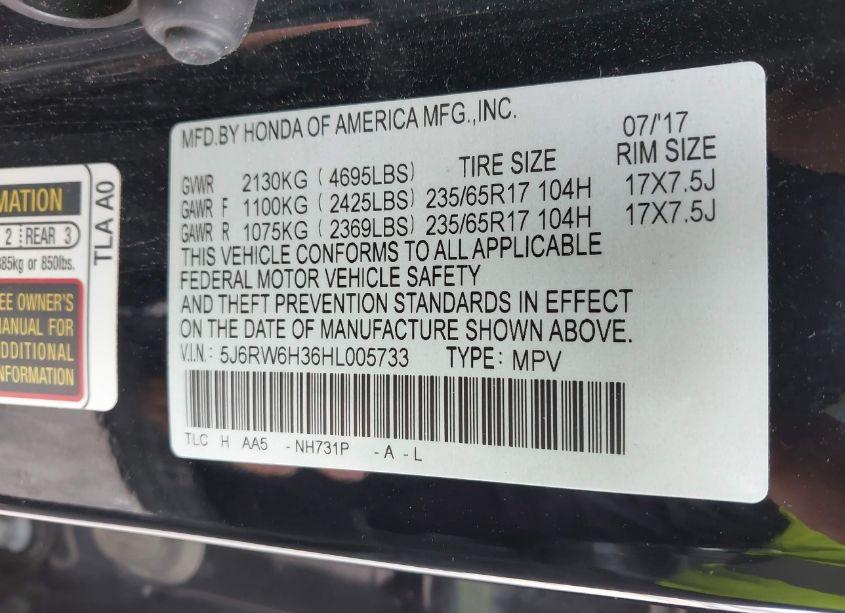 MATION
2 REAR 3
385kg or 850lbs.
EE OWNER'S
MANUAL FOR
DDITIONAL
NFORMATION
TLA A0
MFD.BY HONDA OF AMERICA MFG.,INC. 07/'17
GVWR 2130KG ( 4695LBS) TIRE SIZE RIM SIZE
GAWR F 1100KG ( 2425LBS) 235/65R17 104H 17X7.5J
GAWR R 1075KG ( 2369LBS) 235/65R17 104H 17X7.5J
THIS VEHICLE CONFORMS TO ALL APPLICABLE
FEDERAL MOTOR VEHICLE SAFETY
AND THEFT PREVENTION STANDARDS IN EFFECT
ON THE DATE OF MANUFACTURE SHOWN ABOVE.
V.I.N.: 5J6RW6H36HL005733 TYPE: MPV
TLC H AA5 -NH731P -A -L